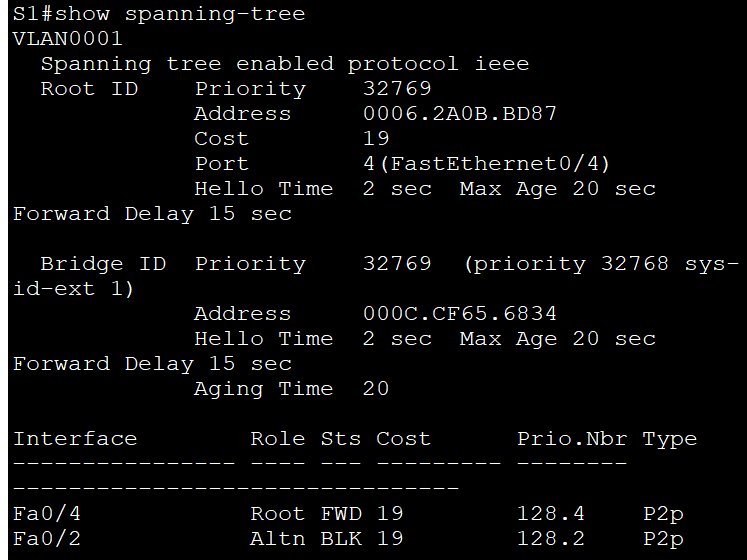 S1#show spanning-tree
VLAN0001
  Spanning tree enabled protocol ieee
  Root ID    Priority    32769
             Address     0006.2A0B.BD87
             Cost        19
             Port        4(FastEthernet0/4)
             Hello Time  2 sec  Max Age 20 sec
Forward Delay 15 sec

  Bridge ID  Priority    32769  (priority 32768 sys-
id-ext 1)
             Address     000C.CF65.6834
             Hello Time  2 sec  Max Age 20 sec
Forward Delay 15 sec
             Aging Time  20

Interface        Role Sts Cost      Prio.Nbr Type
---------------- ---- --- --------- --------
--------------------------------
Fa0/4            Root FWD 19        128.4    P2p
Fa0/2            Altn BLK 19        128.2    P2p